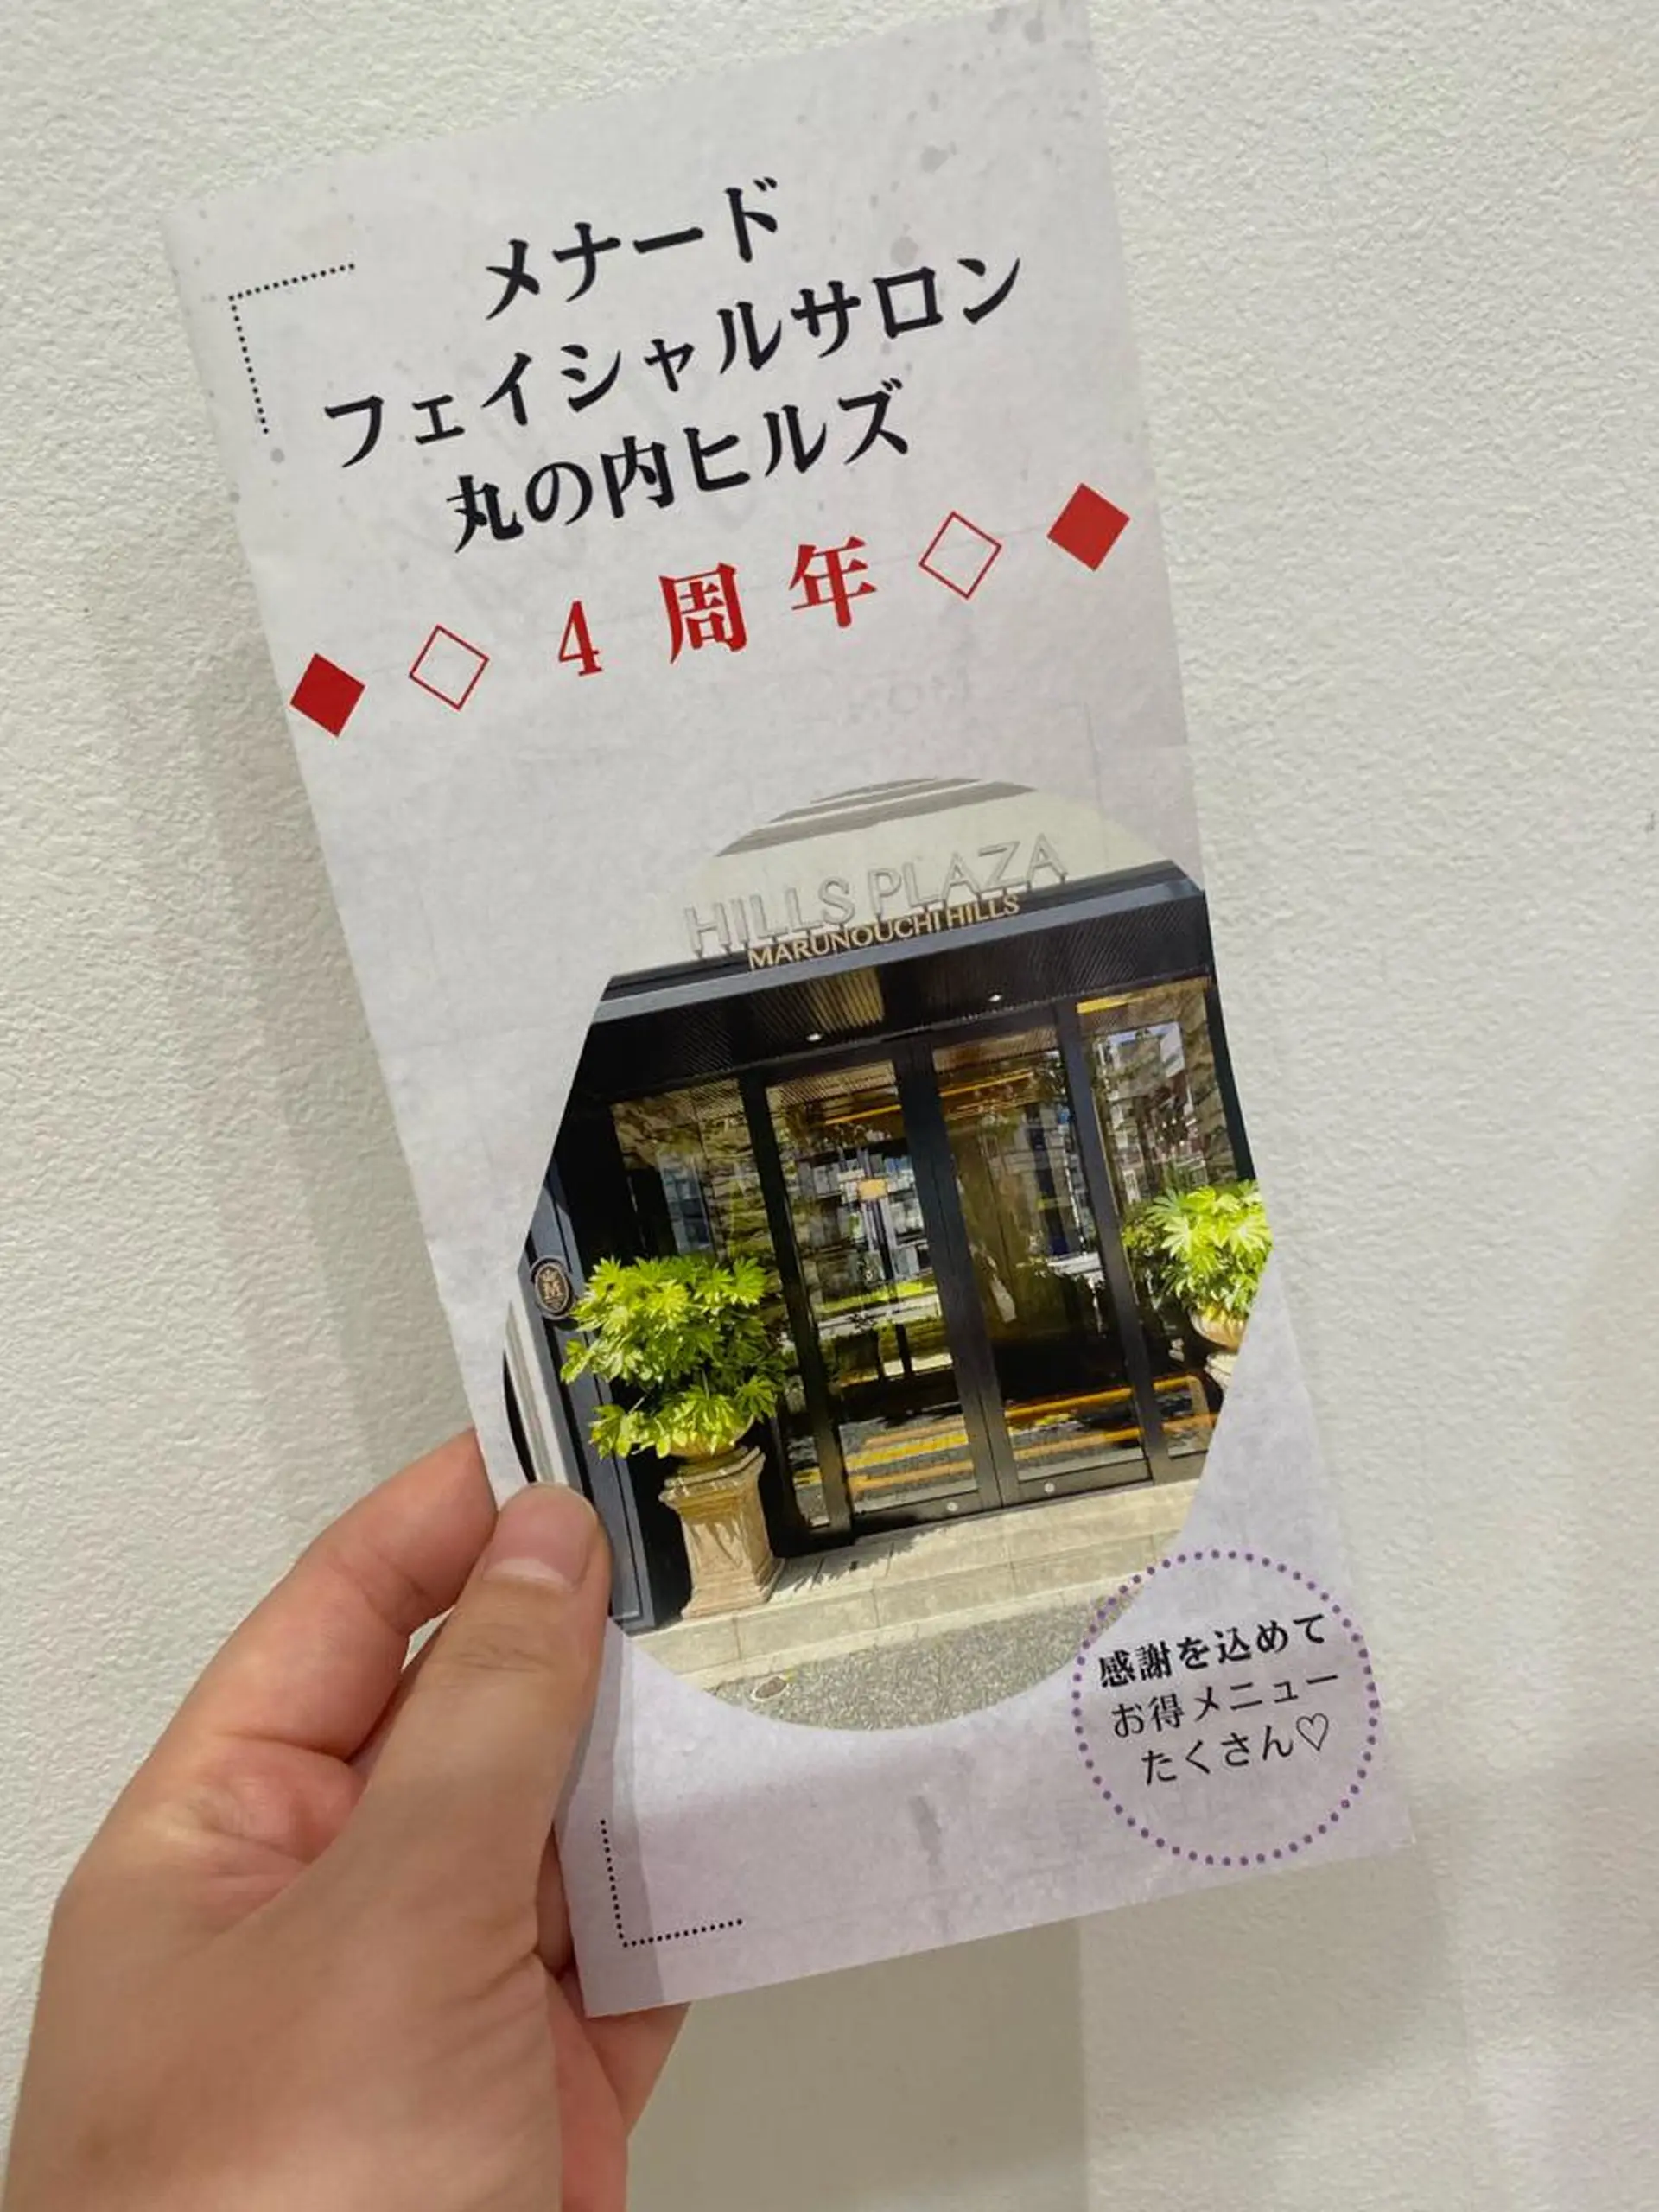 メナード
フェイシャルサロン
丸の内ヒルズ
◆◇4周年◇◆
HILLS PLAZA
MARUNOUCHI HILLS
M
感謝を込めて
お得メニュー
たくさん♡